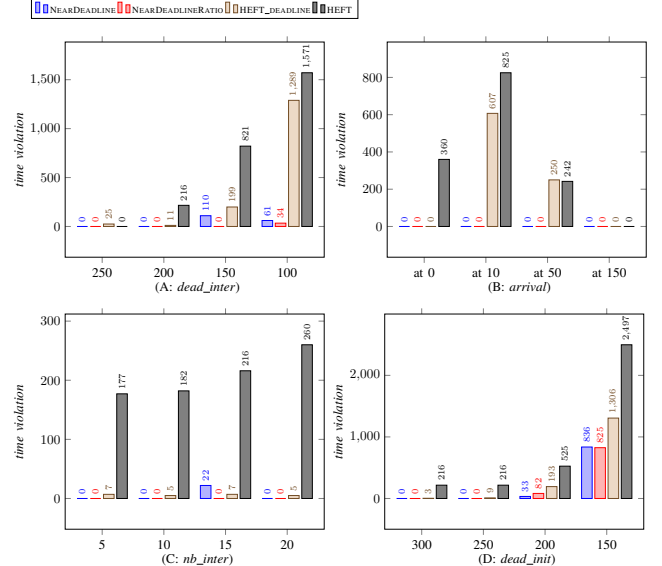 NEARDEADLINE NEARDEADLINERATIO HEFT_DEADLINE HEFT
1,500
1,000
500
0
time violation
0 0 25 0
0 0 11 216
110 0 199 821
61 34 1,289 1,571
250 200 150 100
(A: dead_inter)
800
600
400
200
0
time violation
0 0 0 360
0 0 607 825
0 0 250 242
0 0 0 0
at 0 at 10 at 50 at 150
(B: arrival)
300
200
100
0
time violation
0 0 7 177
0 0 5 182
22 0 7 216
0 0 5 260
5 10 15 20
(C: nb_inter)
2,000
1,000
0
time violation
0 0 3 216
0 0 9 216
33 82 193 525
836 825 1,306 2,497
300 250 200 150
(D: dead_init)